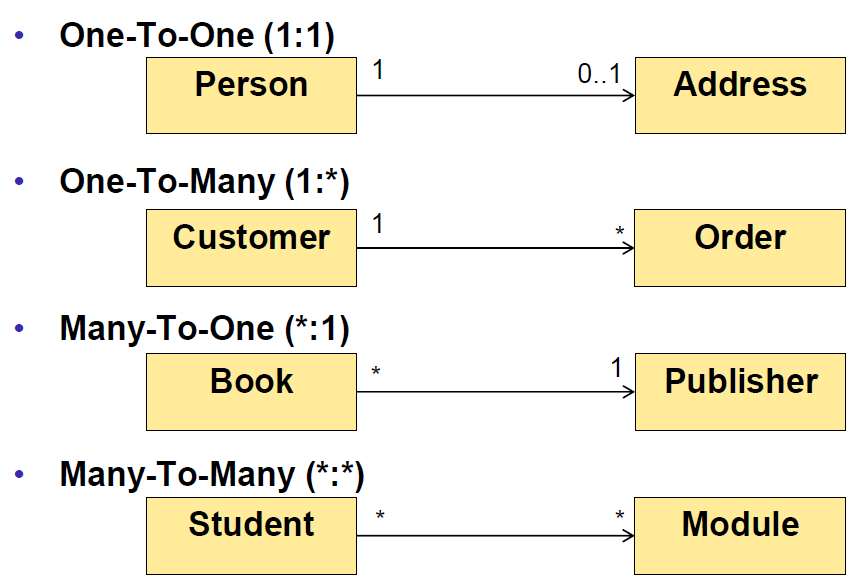 • One-To-One (1:1)
Person 1 0..1 Address
• One-To-Many (1:*)
Customer 1 * Order
• Many-To-One (*:1)
Book * 1 Publisher
• Many-To-Many (*:*)
Student * * Module